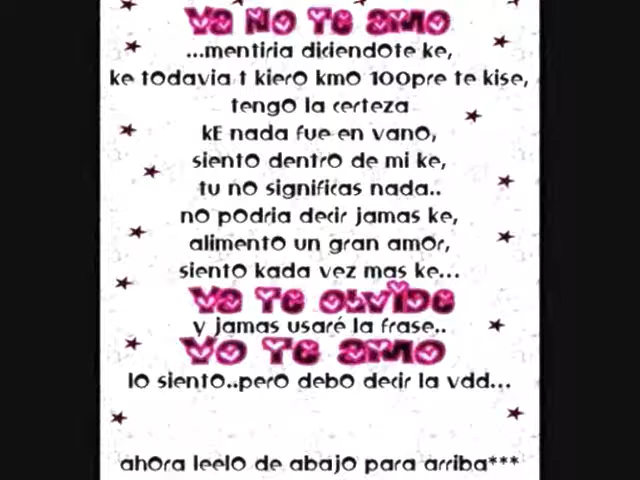 Ya No Te amo
...mentiria diciendote ke,
ke todavia t kiero kmo 100pre te kise,
tengo la certeza
kE nada fue en vano,
siento dentro de mi ke,
tu no significas nada..
no podria decir jamas ke,
alimento un gran amor,
siento kada vez mas ke...
Ya Te olvide
y jamas usaré la frase..
Yo Te amo
lo siento..pero debo decir la vdd...
ahora leelo de abajo para arriba***